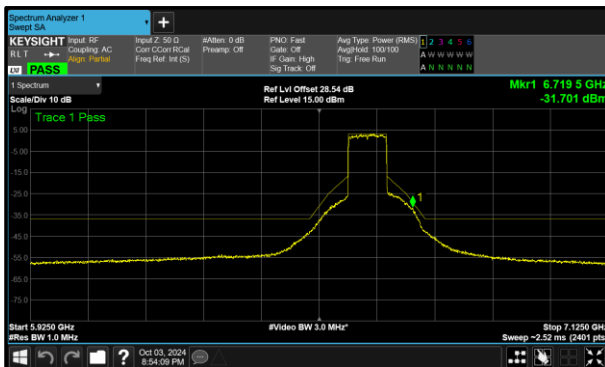 Spectrum Analyzer 1
Swept SA
KEYSIGHT Input: RF Input Z: 50 Ω #Atten: 0 dB PNO: Fast Avg Type: Power (RMS) 1 2 3 4 5 6
RLT Coupling: AC Corr CCorr RCal Preamp: Off Gate: Off Avg|Hold: 100/100 A W W W W W
Align: Partial Freq Ref: Int (S) IF Gain: High Trig: Free Run
LXI PASS Sig Track: Off A N N N N N
1 Spectrum Ref Lvl Offset 28.54 dB Mkr1 6.719 5 GHz
Scale/Div 10 dB Ref Level 15.00 dBm -31.701 dBm
Log
Trace 1 Pass
5.00
-5.00
-15.0
-25.0
1
-35.0
-45.0
-55.0
-65.0
-75.0
Start 5.9250 GHz #Video BW 3.0 MHz* Stop 7.1250 GHz
#Res BW 1.0 MHz Sweep ~2.52 ms (2401 pts)
? Oct 03, 2024
8:54:09 PM